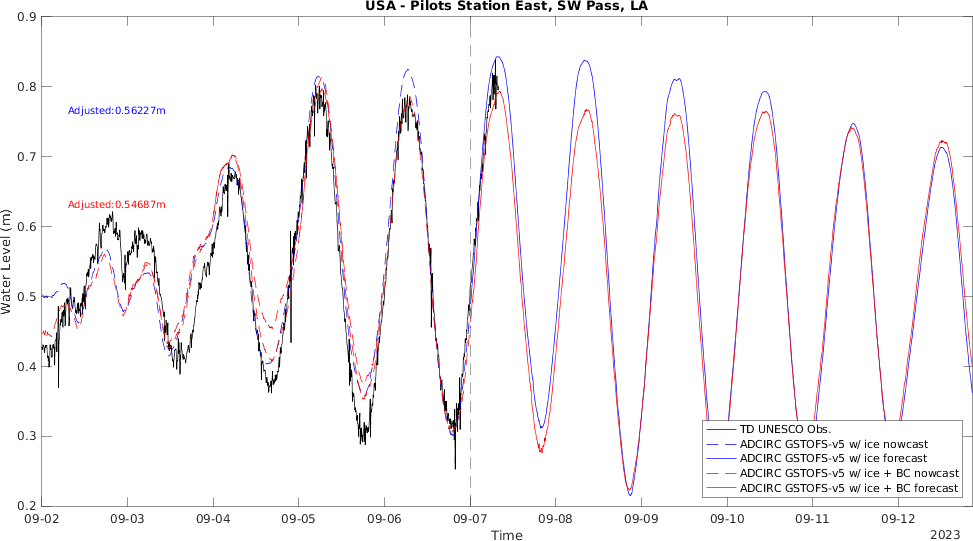 USA - Pilots Station East, SW Pass, LA
0.9
0.8
0.7
0.6
0.5
0.4
0.3
0.2
Water Level (m)
Adjusted:0.56227m
Adjusted:0.54687m
TD UNESCO Obs.
ADCIRC GSTOFS-v5 w/ ice nowcast
ADCIRC GSTOFS-v5 w/ ice forecast
ADCIRC GSTOFS-v5 w/ ice + BC nowcast
ADCIRC GSTOFS-v5 w/ ice + BC forecast
09-02 09-03 09-04 09-05 09-06 09-07 09-08 09-09 09-10 09-11 09-12
Time
2023